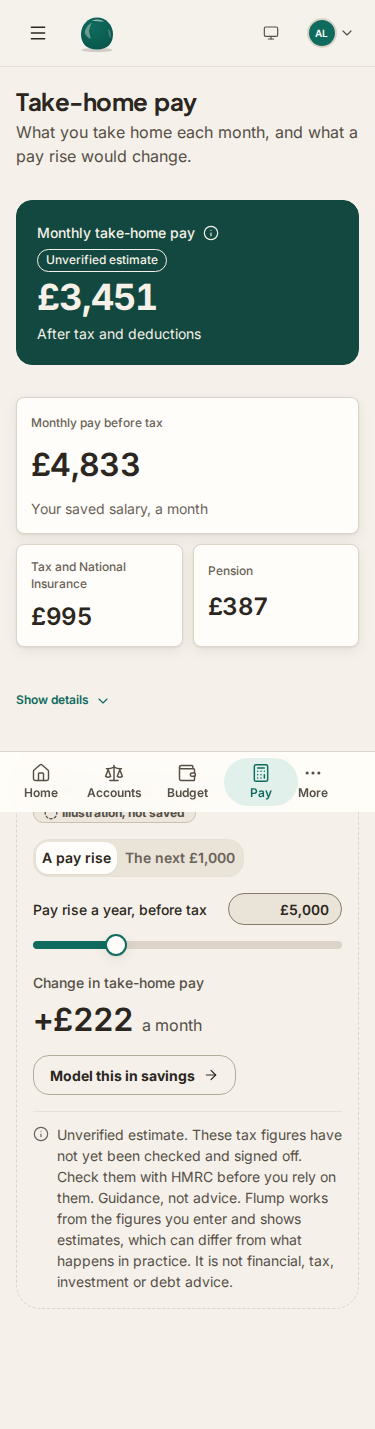 AL
Take-home pay
What you take home each month, and what a
pay rise would change.
Monthly take-home pay
Unverified estimate
£3,451
After tax and deductions
Monthly pay before tax
£4,833
Your saved salary, a month
Tax and National
Insurance
£995
Pension
£387
Show details
Home
Accounts
Budget
Pay
More
Illustration, not saved
A pay rise
The next £1,000
Pay rise a year, before tax
£5,000
Change in take-home pay
+£222 a month
Model this in savings
Unverified estimate. These tax figures have
not yet been checked and signed off.
Check them with HMRC before you rely on
them. Guidance, not advice. Flump works
from the figures you enter and shows
estimates, which can differ from what
happens in practice. It is not financial, tax,
investment or debt advice.